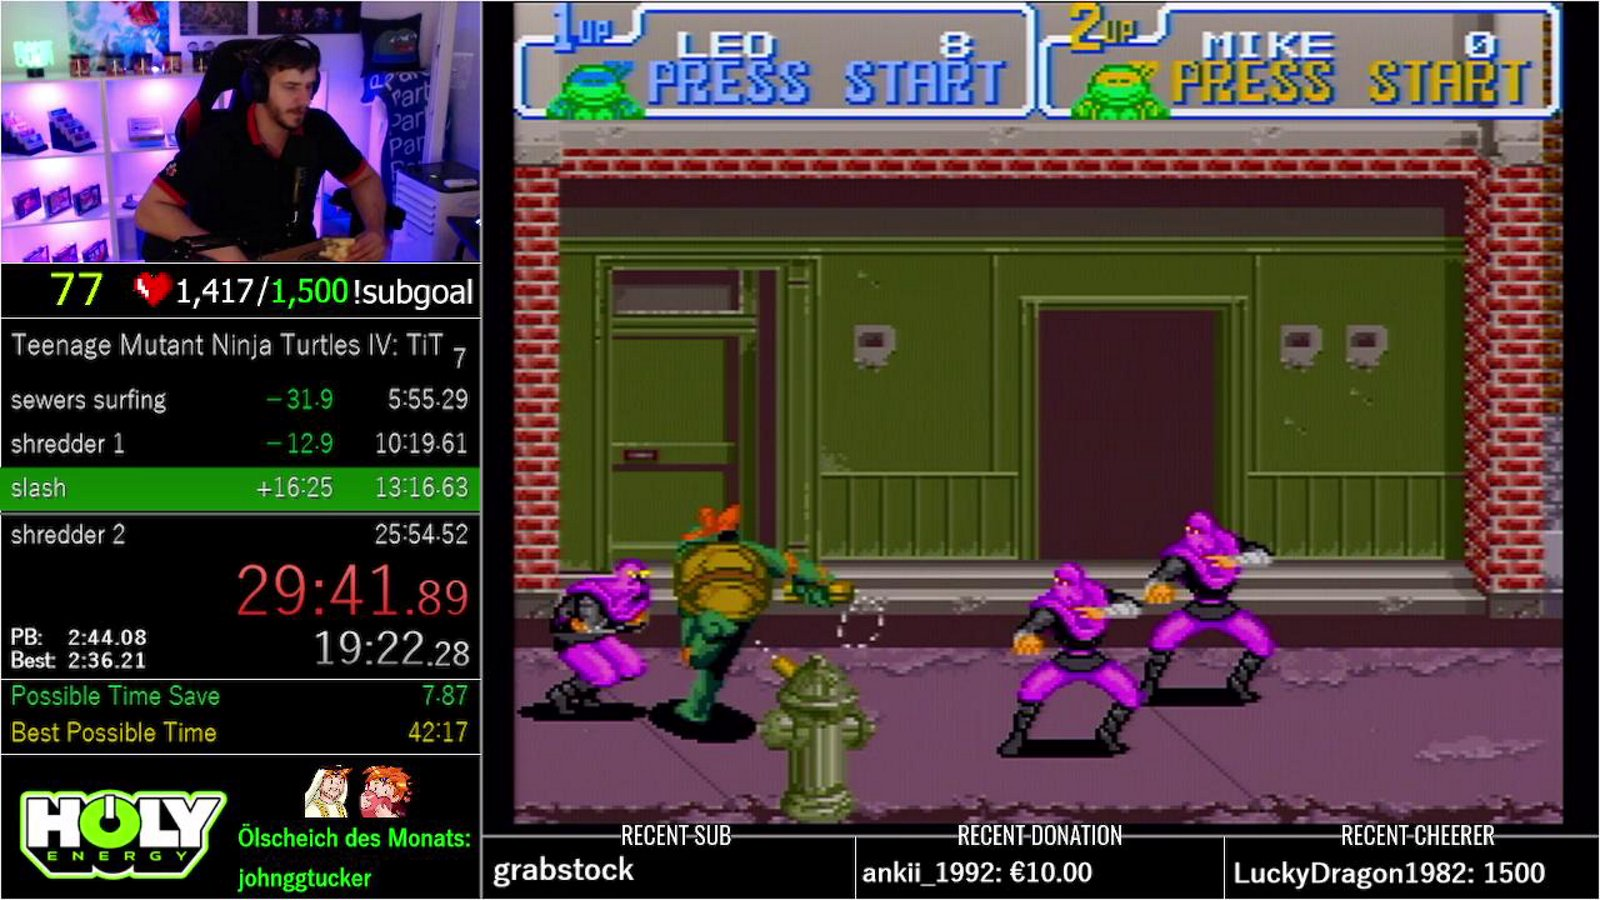 1UP LEO 8
PRESS START
2UP MIKE 0
PRESS START
77 1,417/1,500 !subgoal
Teenage Mutant Ninja Turtles IV: TiT 7
sewers surfing -31.9 5:55.29
shredder 1 -12.9 10:19.61
slash +16:25 13:16.63
shredder 2 25:54.52
29:41.89
PB: 2:44.08
Best: 2:36.21
19:22.28
Possible Time Save 7.87
Best Possible Time 42:17
HOLY
ENERGY
Ölscheich des Monats:
johnggtucker
RECENT SUB
grabstock
RECENT DONATION
ankii_1992: €10.00
RECENT CHEERER
LuckyDragon1982: 1500